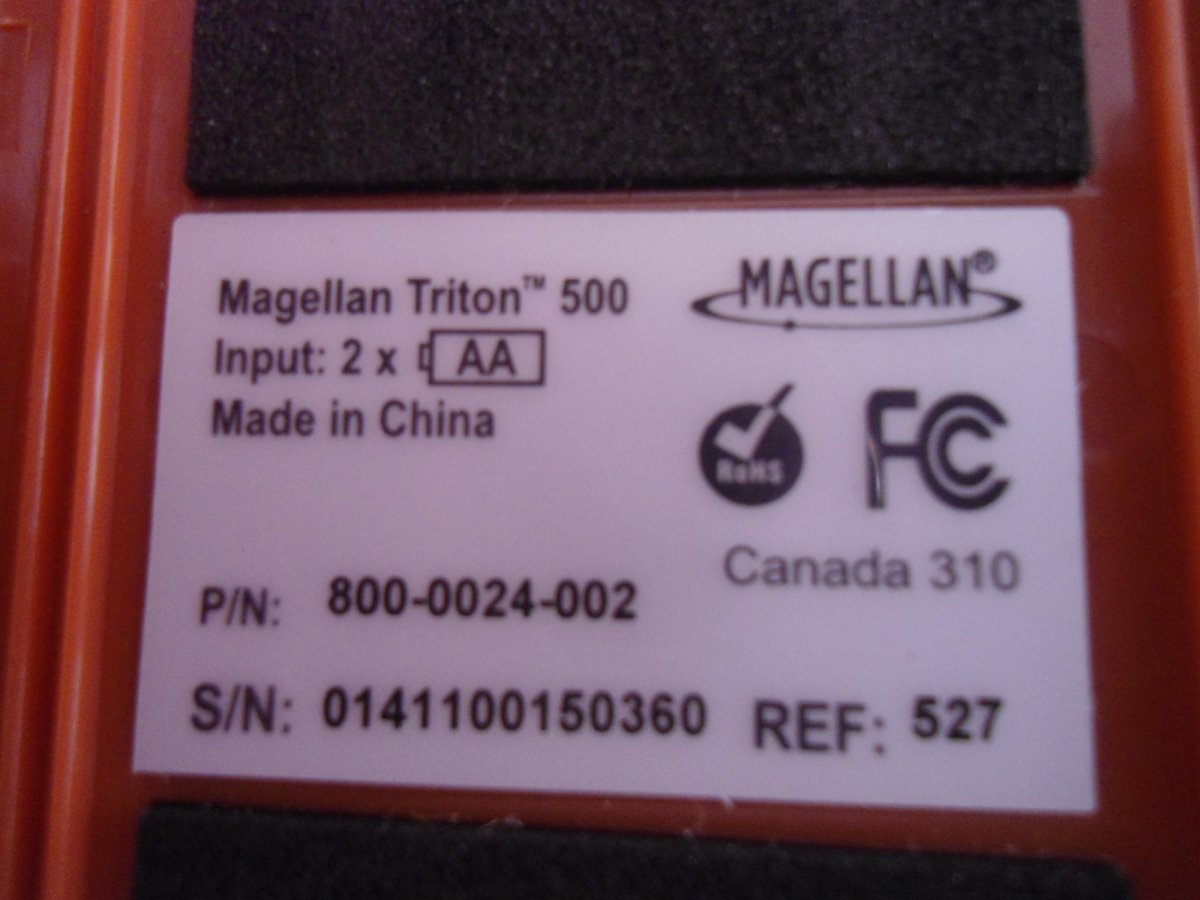 Magellan Triton™ 500
MAGELLAN®
Input: 2 x AA
Made in China
RoHS
FC
Canada 310
P/N: 800-0024-002
S/N: 0141100150360 REF: 527